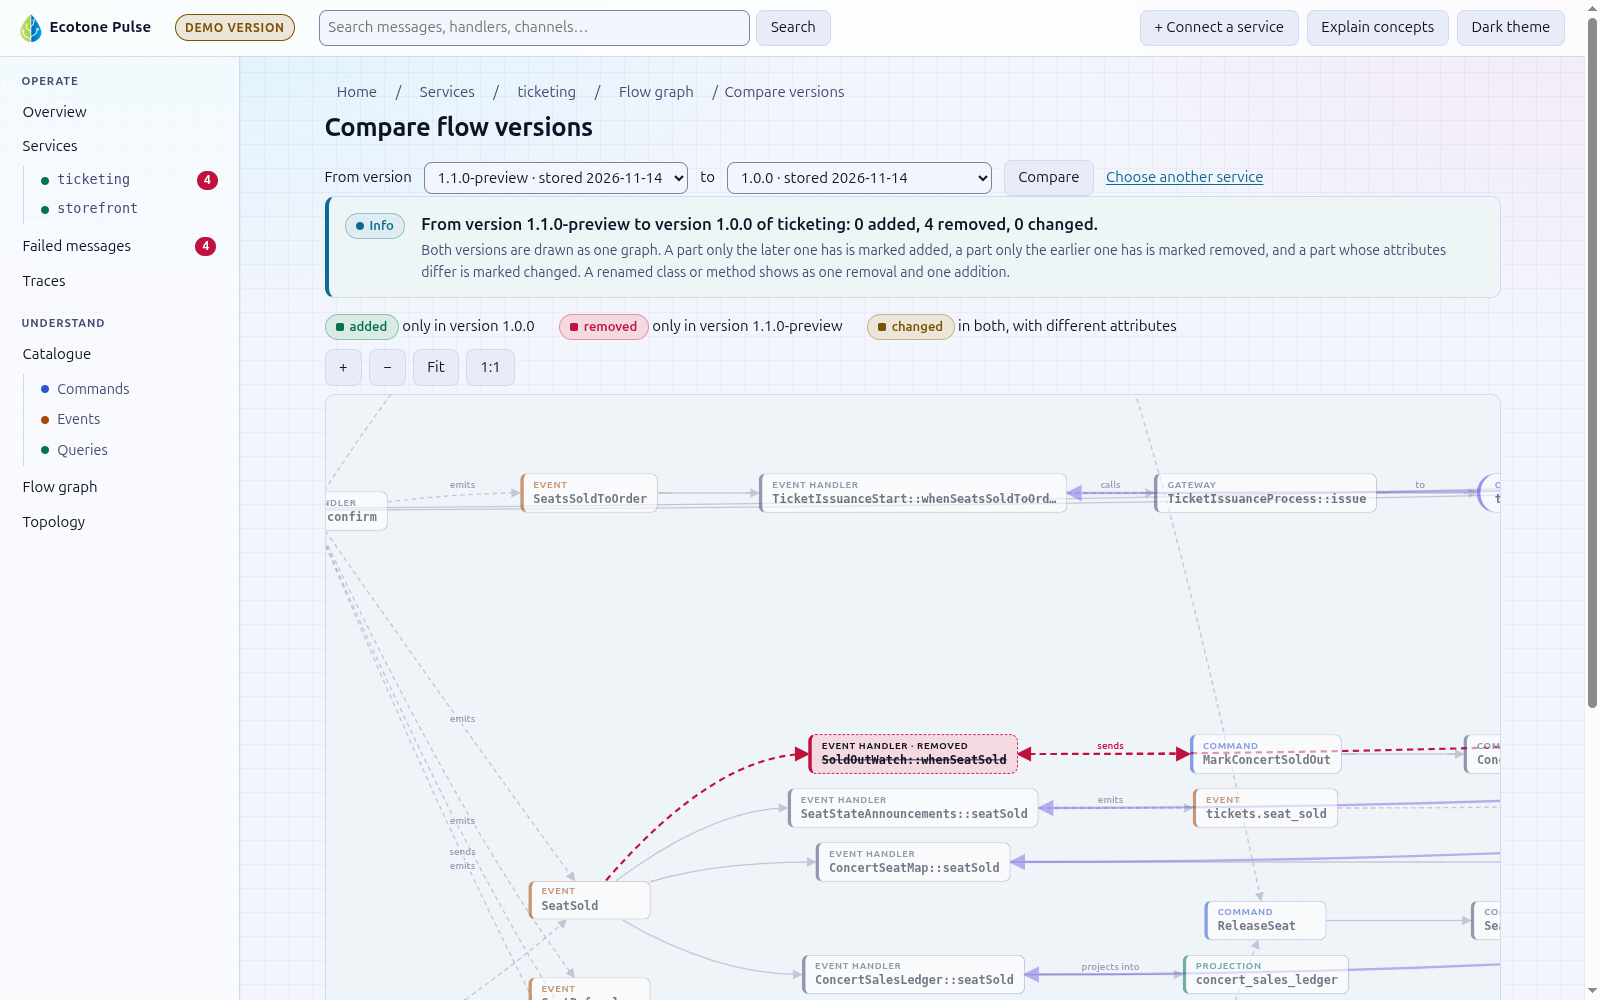 Ecotone Pulse
DEMO VERSION
Search messages, handlers, channels…
Search
+ Connect a service
Explain concepts
Dark theme
OPERATE
Overview
Services
ticketing
4
storefront
Failed messages
4
Traces
UNDERSTAND
Catalogue
Commands
Events
Queries
Flow graph
Topology
Home / Services / ticketing / Flow graph / Compare versions
Compare flow versions
From version
1.1.0-preview · stored 2026-11-14
to
1.0.0 · stored 2026-11-14
Compare
Choose another service
Info
From version 1.1.0-preview to version 1.0.0 of ticketing: 0 added, 4 removed, 0 changed.
Both versions are drawn as one graph. A part only the later one has is marked added, a part only the earlier one has is marked removed, and a part whose attributes
differ is marked changed. A renamed class or method shows as one removal and one addition.
added only in version 1.0.0
removed only in version 1.1.0-preview
changed in both, with different attributes
+
−
Fit
1:1
NDLER
confirm
emits
EVENT
SeatsSoldToOrder
EVENT HANDLER
TicketIssuanceStart::whenSeatsSoldToOrd…
calls
GATEWAY
TicketIssuanceProcess::issue
to
C
t
emits
EVENT HANDLER · REMOVED
SoldOutWatch::whenSeatSold
sends
COMMAND
MarkConcertSoldOut
COM
Conc
EVENT HANDLER
SeatStateAnnouncements::seatSold
emits
EVENT
tickets.seat_sold
emits
sends
emits
EVENT HANDLER
ConcertSeatMap::seatSold
EVENT
SeatSold
COMMAND
ReleaseSeat
CO
Sea
EVENT HANDLER
ConcertSalesLedger::seatSold
projects into
PROJECTION
concert_sales_ledger
EVENT